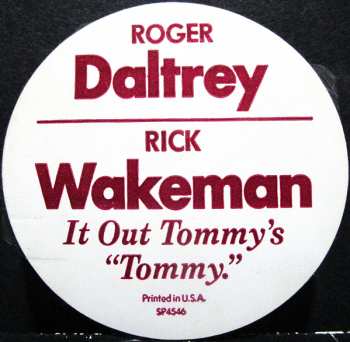 ROGER
Daltrey
RICK
Wakeman
It Out Tommy's
“Tommy.”
Printed in U.S.A.
SP4546